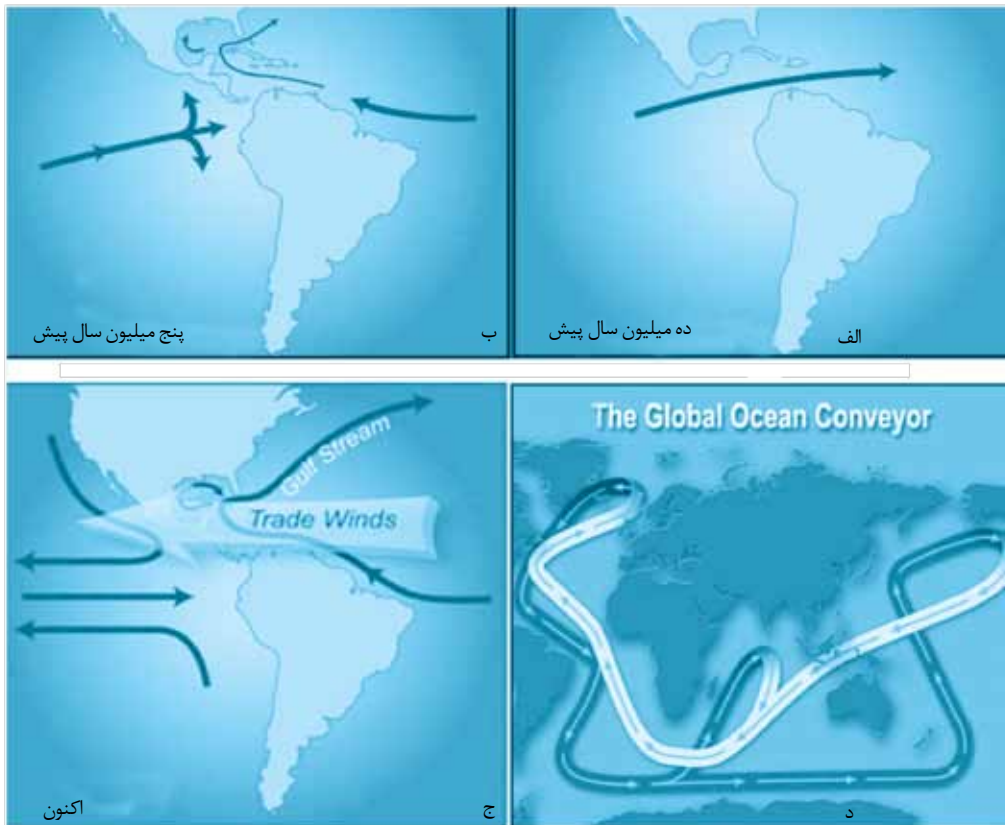 ده میلیون سال پیش
الف
پنج میلیون سال پیش
ب
Gulf Stream
Trade Winds
اکنون
ج
The Global Ocean Conveyor
د